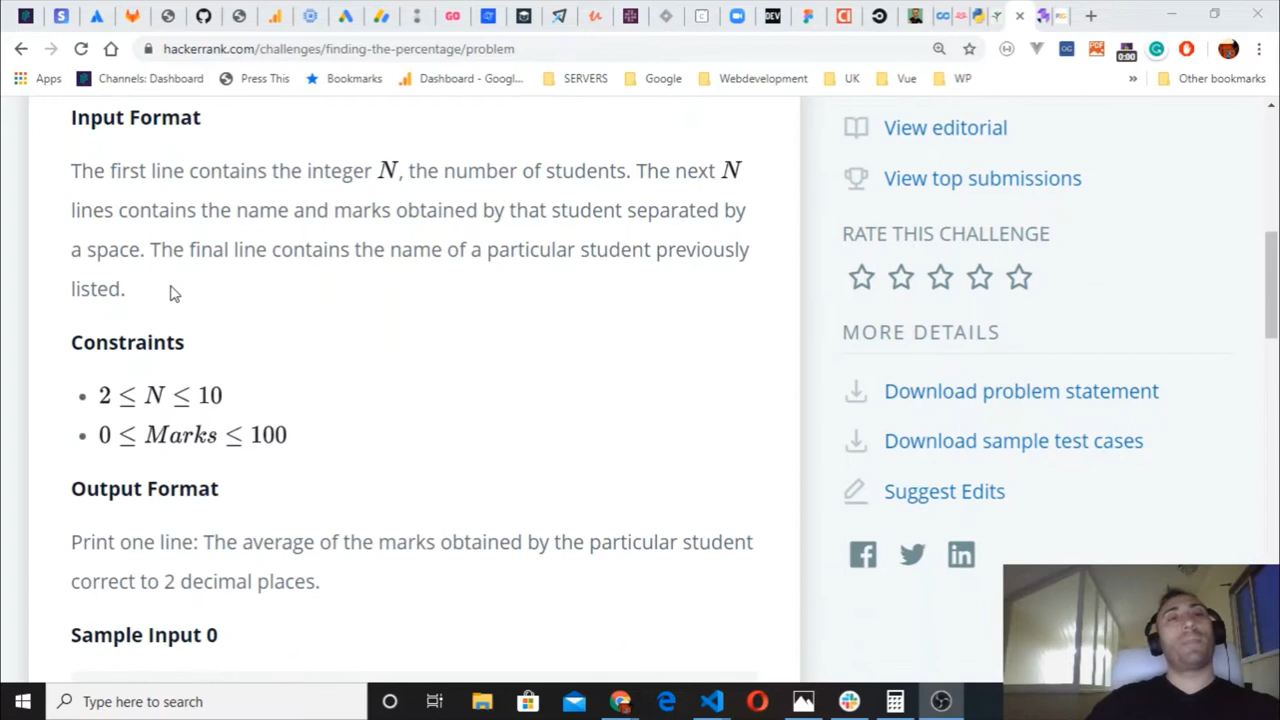 GO
DEV
hackerrank.com/challenges/finding-the-percentage/problem
0:00
Apps
Channels: Dashboard
Press This
Bookmarks
Dashboard - Googl...
SERVERS
Google
Webdevelopment
UK
Vue
WP
»
Other bookmarks
Input Format
The first line contains the integer N, the number of students. The next N
lines contains the name and marks obtained by that student separated by
a space. The final line contains the name of a particular student previously
listed.
Constraints
• 2 ≤ N ≤ 10
• 0 ≤ Marks ≤ 100
Output Format
Print one line: The average of the marks obtained by the particular student
correct to 2 decimal places.
Sample Input 0
View editorial
View top submissions
RATE THIS CHALLENGE
MORE DETAILS
Download problem statement
Download sample test cases
Suggest Edits
Type here to search